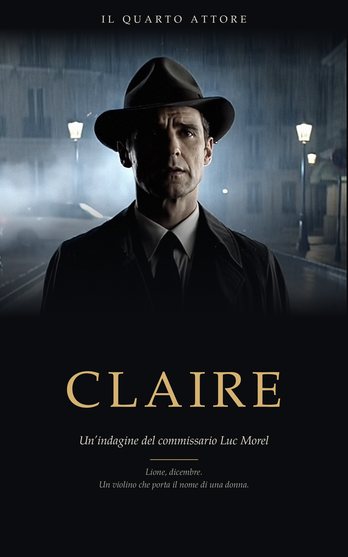 IL QUARTO ATTORE
CLAIRE
Un'indagine del commissario Luc Morel
Lione, dicembre.
Un violino che porta il nome di una donna.